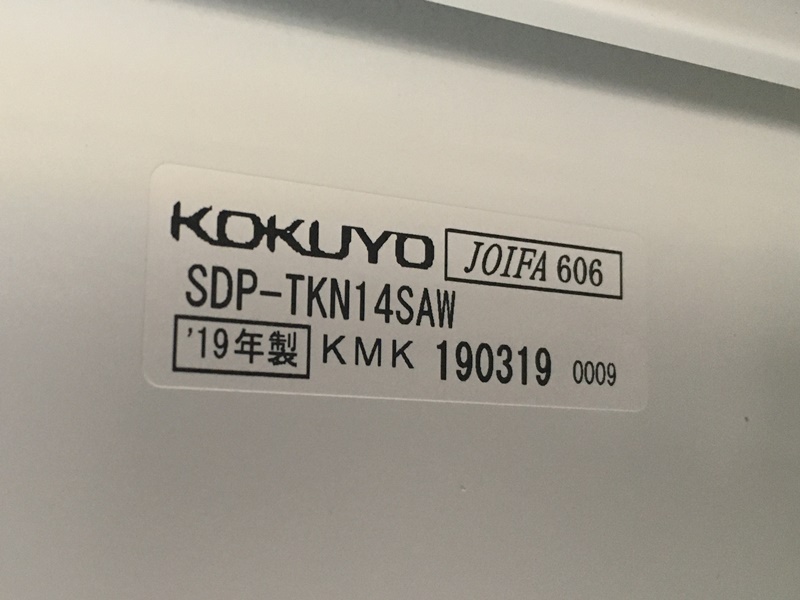 KOKUYO JOIFA 606
SDP-TKN14SAW
'19年製 KMK 190319 0009